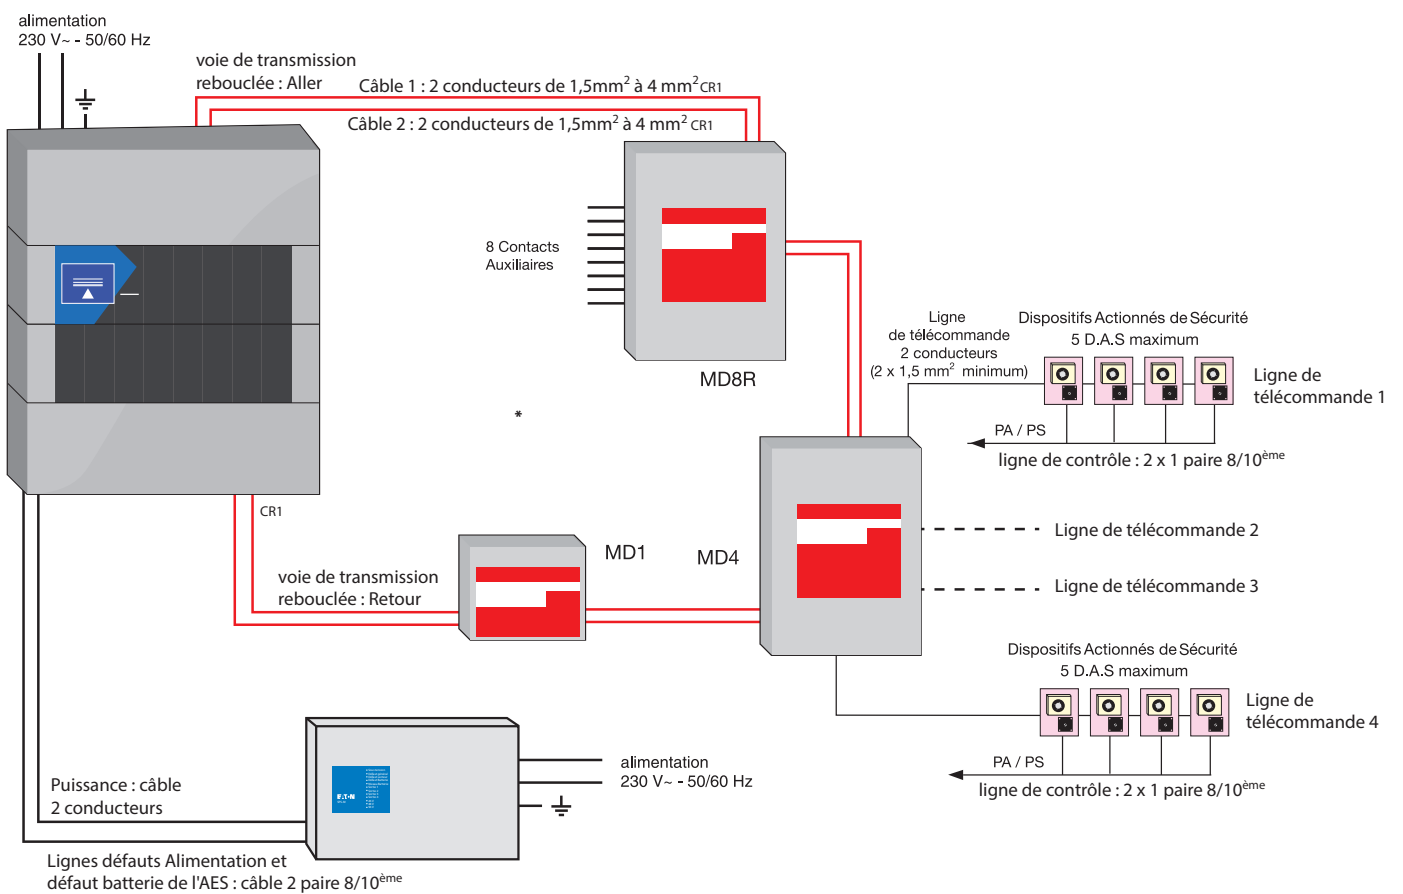 alimentation
230 V~ - 50/60 Hz
voie de transmission
rebouclée : Aller
Câble 1 : 2 conducteurs de 1,5mm² à 4 mm² CR1
Câble 2 : 2 conducteurs de 1,5mm² à 4 mm² CR1
8 Contacts
Auxiliaires
MD8R
*
Ligne
de télécommande
2 conducteurs
(2 x 1,5 mm² minimum)
Dispositifs Actionnés de Sécurité
5 D.A.S maximum
Ligne de
télécommande 1
PA / PS
ligne de contrôle : 2 x 1 paire 8/10ème
CR1
Ligne de télécommande 2
MD1
MD4
voie de transmission
rebouclée : Retour
Ligne de télécommande 3
Dispositifs Actionnés de Sécurité
5 D.A.S maximum
Ligne de
télécommande 4
PA / PS
ligne de contrôle : 2 x 1 paire 8/10ème
alimentation
230 V~ - 50/60 Hz
Puissance : câble
2 conducteurs
EATON
Lignes défauts Alimentation et
défaut batterie de l'AES : câble 2 paire 8/10ème